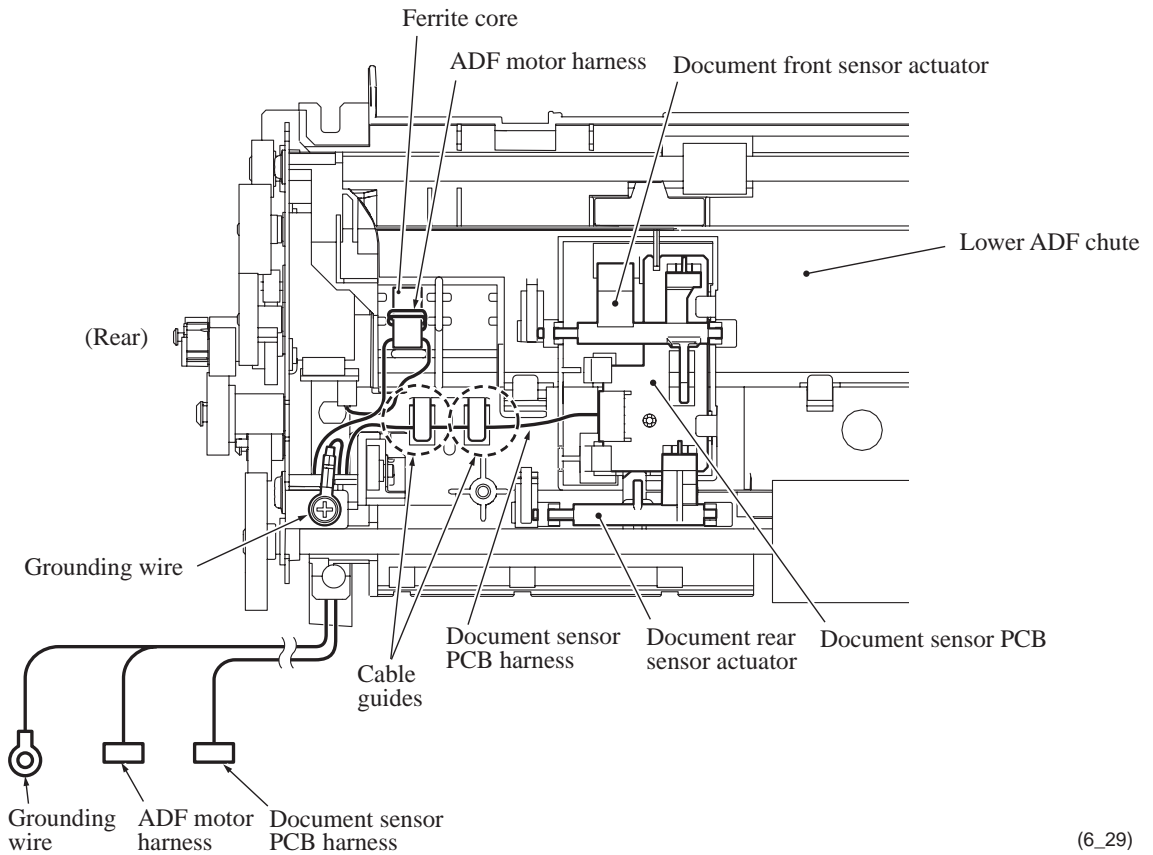 Ferrite core
ADF motor harness
Document front sensor actuator
Lower ADF chute
(Rear)
Grounding wire
Document sensor
PCB harness
Document rear
sensor actuator
Document sensor PCB
Cable
guides
Grounding
wire
ADF motor
harness
Document sensor
PCB harness
(6_29)